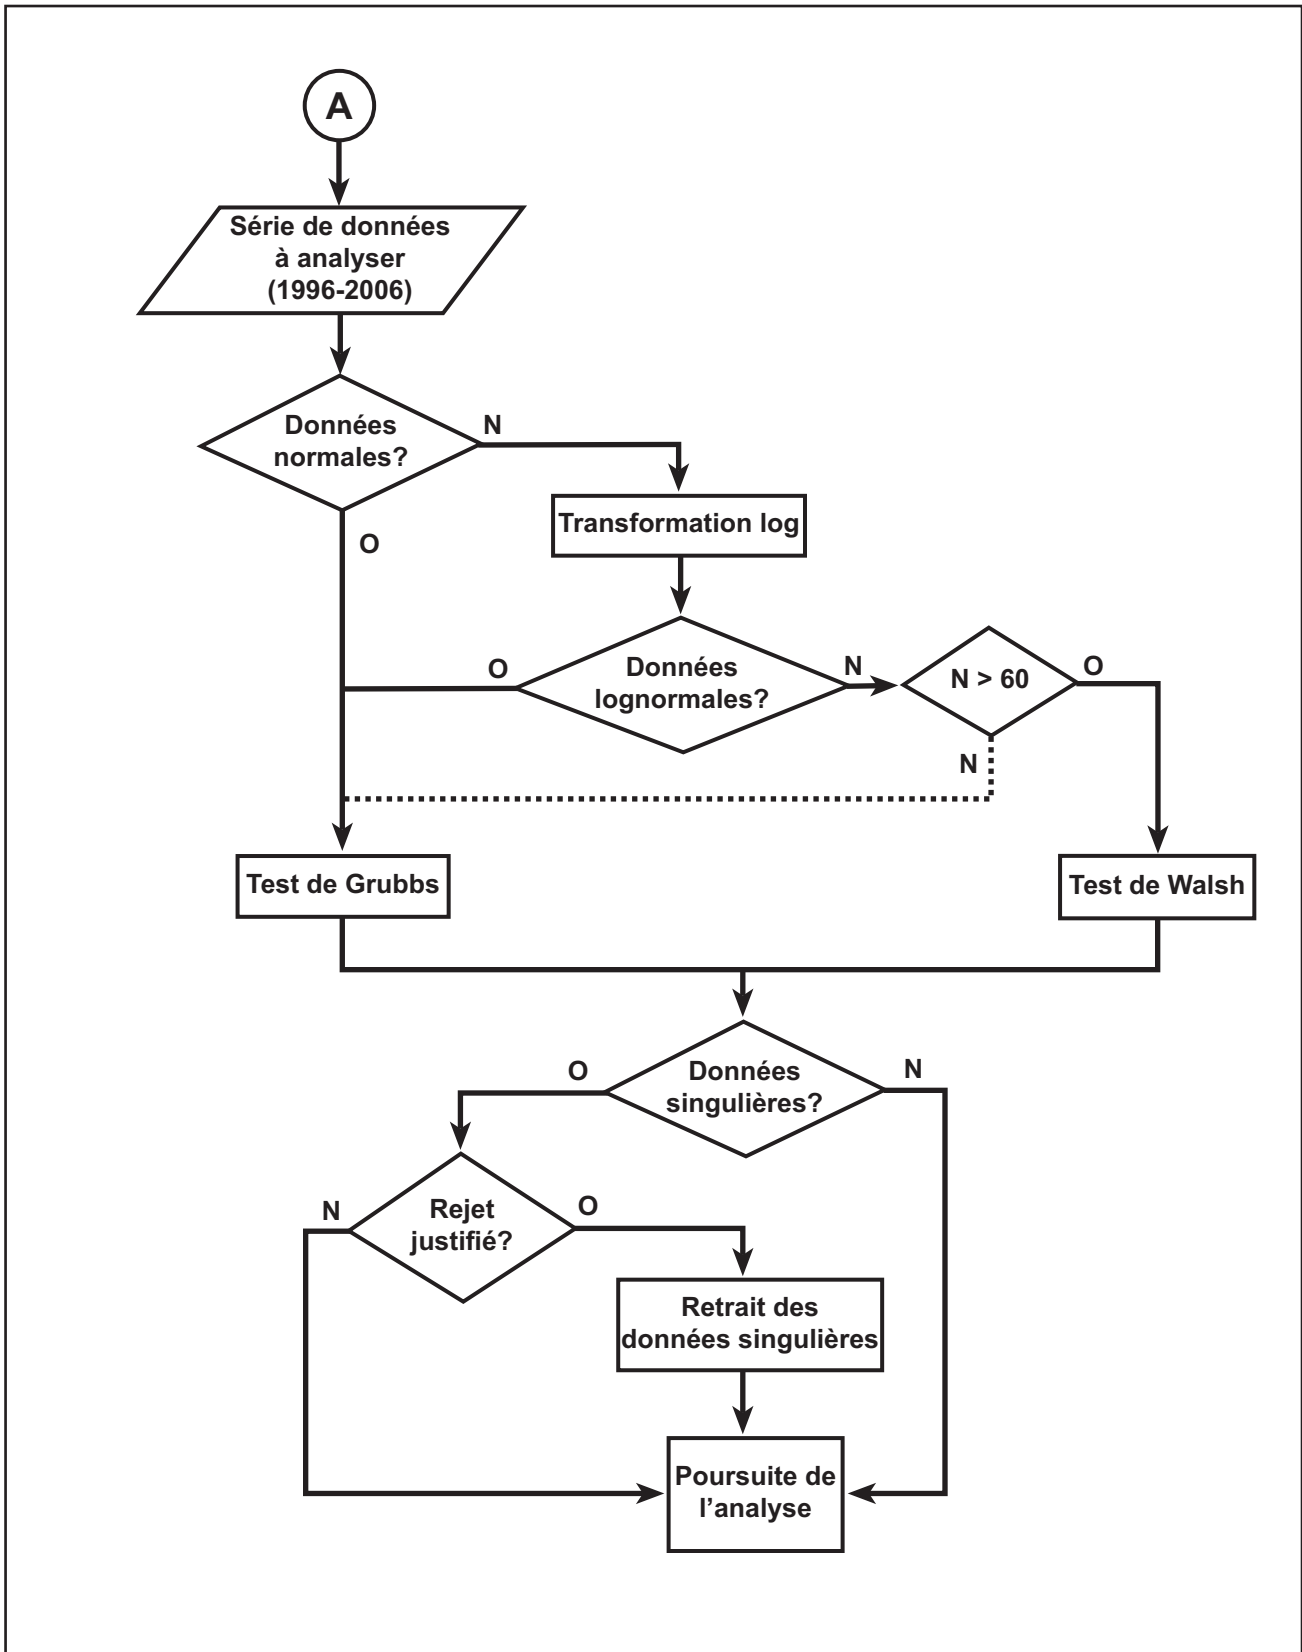 A
Série de données
à analyser
(1996-2006)
Données
normales?
N
O
Transformation log
Données
lognormales?
O
N
N > 60
O
N
Test de Grubbs
Test de Walsh
Données
singulières?
O
N
Rejet
justifié?
N
O
Retrait des
données singulières
Poursuite de
l’analyse